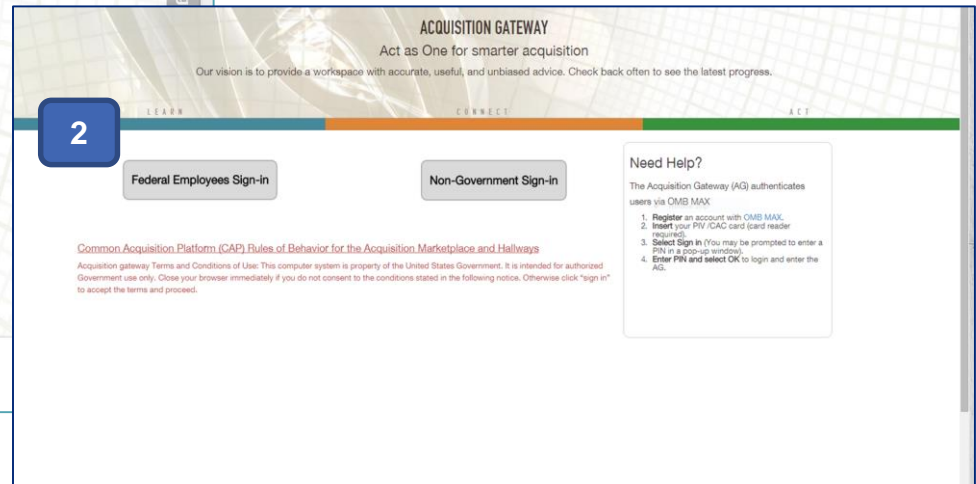 ACQUISITION GATEWAY
Act as One for smarter acquisition
Our vision is to provide a workspace with accurate, useful, and unbiased advice. Check back often to see the latest progress.
LEARN
CONNECT
ACT
2
Federal Employees Sign-in
Non-Government Sign-in
Common Acquisition Platform (CAP) Rules of Behavior for the Acquisition Marketplace and Hallways
Acquisition gateway Terms and Conditions of Use: This computer system is property of the United States Government. It is intended for authorized
Government use only. Close your browser immediately if you do not consent to the conditions stated in the following notice. Otherwise click "sign in"
to accept the terms and proceed.
Need Help?
The Acquisition Gateway (AG) authenticates
users via OMB MAX
1. Register an account with OMB MAX.
2. Insert your PIV /CAC card (card reader
required).
3. Select Sign in (You may be prompted to enter a
PIN in a pop-up window).
4. Enter PIN and select OK to login and enter the
AG.